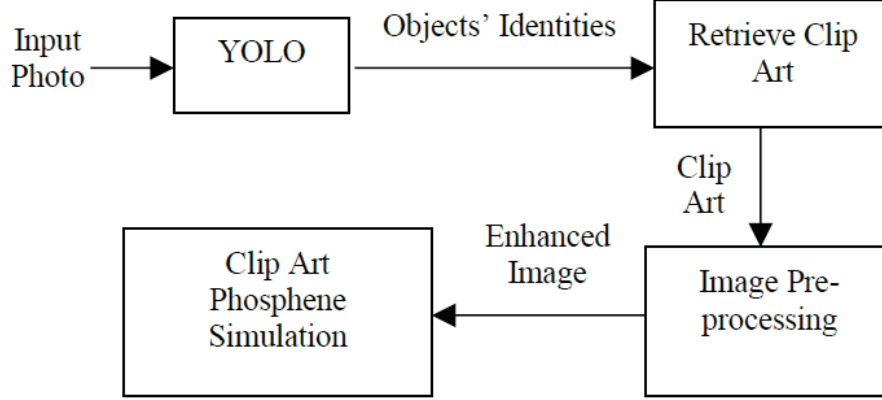 Input
Photo
YOLO
Objects' Identities
Retrieve Clip
Art
Clip
Art
Image Pre-
processing
Enhanced
Image
Clip Art
Phosphene
Simulation